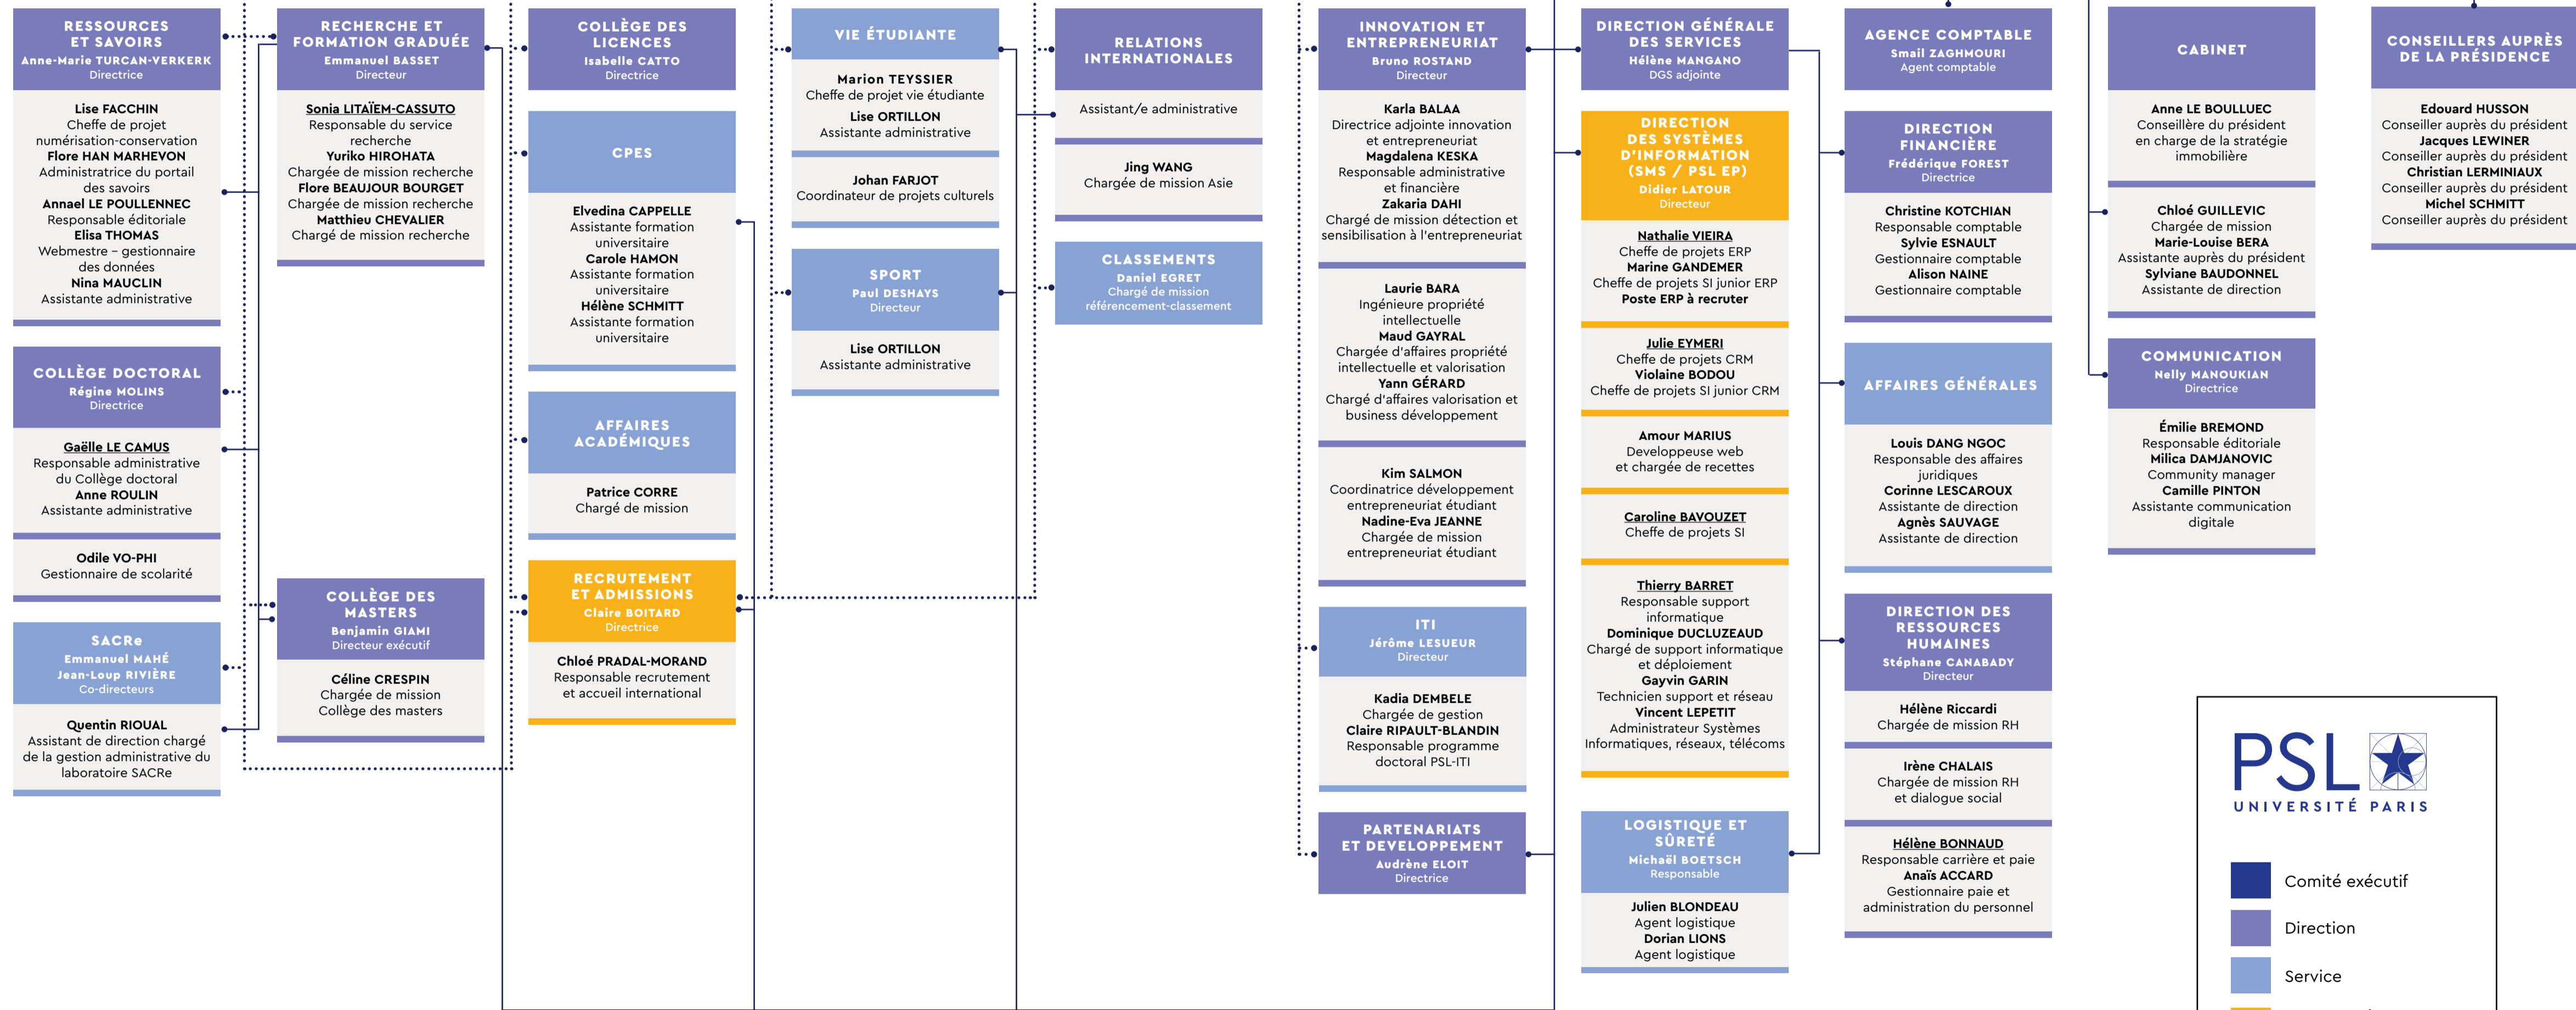 RESSOURCES
ET SAVOIRS
Anne-Marie TURCAN-VERKERK
Directrice
Lise FACCHIN
Cheffe de projet
numérisation-conservation
Flore HAN MARHEVON
Administratrice du portail
des savoirs
Annael LE POULLENNEC
Responsable éditoriale
Elisa THOMAS
Webmestre – gestionnaire
des données
Nina MAUCLIN
Assistante administrative
COLLÈGE DOCTORAL
Régine MOLINS
Directrice
Gaëlle LE CAMUS
Responsable administrative
du Collège doctoral
Anne ROULIN
Assistante administrative
Odile VO-PHI
Gestionnaire de scolarité
SACRe
Emmanuel MAHÉ
Jean-Loup RIVIÈRE
Co-directeurs
Quentin RIOUAL
Assistant de direction chargé
de la gestion administrative du
laboratoire SACRe
RECHERCHE ET
FORMATION GRADUÉE
Emmanuel BASSET
Directeur
Sonia LITAÏEM-CASSUTO
Responsable du service
recherche
Yuriko HIROHATA
Chargée de mission recherche
Flore BEAUJOUR BOURGET
Chargée de mission recherche
Matthieu CHEVALIER
Chargé de mission recherche
COLLÈGE DES
MASTERS
Benjamin GIAMI
Directeur exécutif
Céline CRESPIN
Chargée de mission
Collège des masters
COLLÈGE DES
LICENCES
Isabelle CATTO
Directrice
CPES
Elvedina CAPPELLE
Assistante formation
universitaire
Carole HAMON
Assistante formation
universitaire
Hélène SCHMITT
Assistante formation
universitaire
AFFAIRES
ACADÉMIQUES
Patrice CORRE
Chargé de mission
RECRUTEMENT
ET ADMISSIONS
Claire BOITARD
Directrice
Chloé PRADAL-MORAND
Responsable recrutement
et accueil international
VIE ÉTUDIANTE
Marion TEYSSIER
Cheffe de projet vie étudiante
Lise ORTILLON
Assistante administrative
Johan FARJOT
Coordinateur de projets culturels
SPORT
Paul DESHAYS
Directeur
Lise ORTILLON
Assistante administrative
RELATIONS
INTERNATIONALES
Assistant/e administrative
Jing WANG
Chargée de mission Asie
CLASSEMENTS
Daniel EGRET
Chargé de mission
référencement-classement
INNOVATION ET
ENTREPRENEURIAT
Bruno ROSTAND
Directeur
Karla BALAA
Directrice adjointe innovation
et entrepreneuriat
Magdalena KESKA
Responsable administrative
et financière
Zakaria DAHI
Chargé de mission détection et
sensibilisation à l'entrepreneuriat
Laurie BARA
Ingénieure propriété
intellectuelle
Maud GAYRAL
Chargée d'affaires propriété
intellectuelle et valorisation
Yann GÉRARD
Chargé d'affaires valorisation et
business développement
Kim SALMON
Coordinatrice développement
entrepreneuriat étudiant
Nadine-Eva JEANNE
Chargée de mission
entrepreneuriat étudiant
ITI
Jérôme LESUEUR
Directeur
Kadia DEMBELE
Chargée de gestion
Claire RIPAULT-BLANDIN
Responsable programme
doctoral PSL-ITI
PARTENARIATS
ET DEVELOPPEMENT
Audrène ELOIT
Directrice
DIRECTION GÉNÉRALE
DES SERVICES
Hélène MANGANO
DGS adjointe
DIRECTION
DES SYSTÈMES
D'INFORMATION
(SMS / PSL EP)
Didier LATOUR
Directeur
Nathalie VIEIRA
Cheffe de projets ERP
Marine GANDEMER
Cheffe de projets SI junior ERP
Poste ERP à recruter
Julie EYMERI
Cheffe de projets CRM
Violaine BODOU
Cheffe de projets SI junior CRM
Amour MARIUS
Developpeuse web
et chargée de recettes
Caroline BAVOUZET
Cheffe de projets SI
Thierry BARRET
Responsable support
informatique
Dominique DUCLUZEAUD
Chargé de support informatique
et déploiement
Gayvin GARIN
Technicien support et réseau
Vincent LEPETIT
Administrateur Systèmes
Informatiques, réseaux, télécoms
LOGISTIQUE ET
SÛRETÉ
Michaël BOETSCH
Responsable
Julien BLONDEAU
Agent logistique
Dorian LIONS
Agent logistique
AGENCE COMPTABLE
Smail ZAGHMOURI
Agent comptable
DIRECTION
FINANCIÈRE
Frédérique FOREST
Directrice
Christine KOTCHIAN
Responsable comptable
Sylvie ESNAULT
Gestionnaire comptable
Alison NAINE
Gestionnaire comptable
AFFAIRES GÉNÉRALES
Louis DANG NGOC
Responsable des affaires
juridiques
Corinne LESCAROUX
Assistante de direction
Agnès SAUVAGE
Assistante de direction
DIRECTION DES
RESSOURCES
HUMAINES
Stéphane CANABADY
Directeur
Hélène Riccardi
Chargée de mission RH
Irène CHALAIS
Chargée de mission RH
et dialogue social
Hélène BONNAUD
Responsable carrière et paie
Anaïs ACCARD
Gestionnaire paie et
administration du personnel
CABINET
Anne LE BOULLUEC
Conseillère du président
en charge de la stratégie
immobilière
Chloé GUILLEVIC
Chargée de mission
Marie-Louise BERA
Assistante auprès du président
Sylviane BAUDONNEL
Assistante de direction
COMMUNICATION
Nelly MANOUKIAN
Directrice
Émilie BREMOND
Responsable éditoriale
Milica DAMJANOVIC
Community manager
Camille PINTON
Assistante communication
digitale
CONSEILLERS AUPRÈS
DE LA PRÉSIDENCE
Edouard HUSSON
Conseiller auprès du président
Jacques LEWINER
Conseiller auprès du président
Christian LERMINIAUX
Conseiller auprès du président
Michel SCHMITT
Conseiller auprès du président
PSL
UNIVERSITÉ PARIS
Comité exécutif
Direction
Service